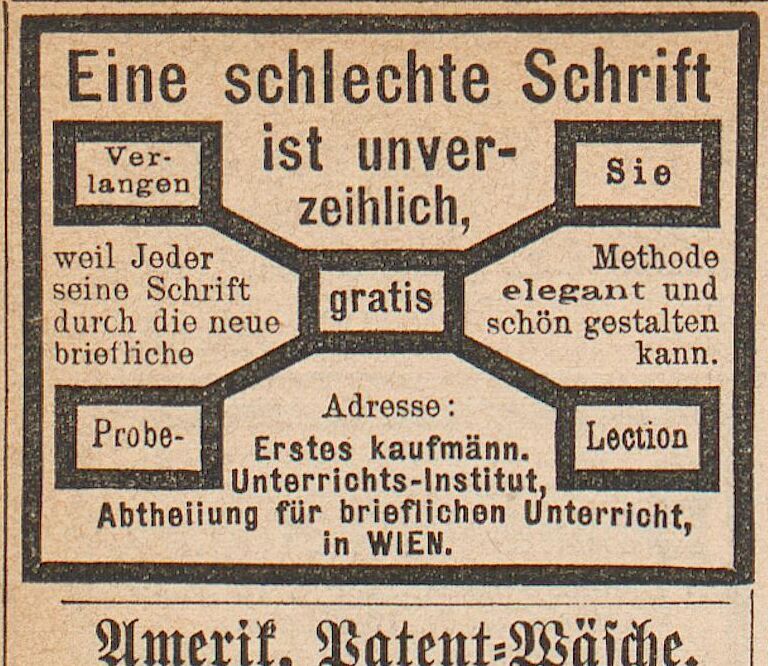 Eine schlechte Schrift
ist unver-
zeihlich,
Ver-
langen
Sie
gratis
Probe-
Lection
weil Jeder
seine Schrift
durch die neue
briefliche
Methode
elegant und
schön gestalten
kann.
Adresse:
Erstes kaufmänn.
Unterrichts-Institut,
Abtheiiung für brieflichen Unterricht,
in WIEN.
Amerik. Patent-Wäsche.